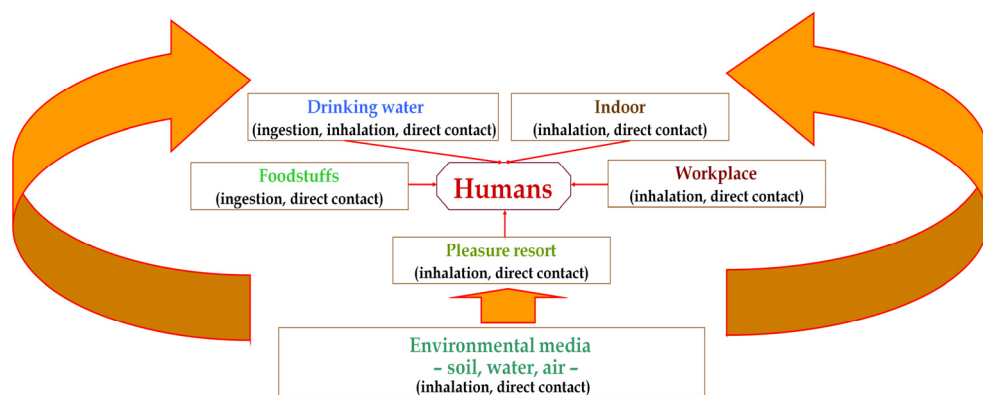 Drinking water
(ingestion, inhalation, direct contact)
Indoor
(inhalation, direct contact)
Foodstuffs
(ingestion, direct contact)
Humans
Workplace
(inhalation, direct contact)
Pleasure resort
(inhalation, direct contact)
Environmental media
– soil, water, air –
(inhalation, direct contact)